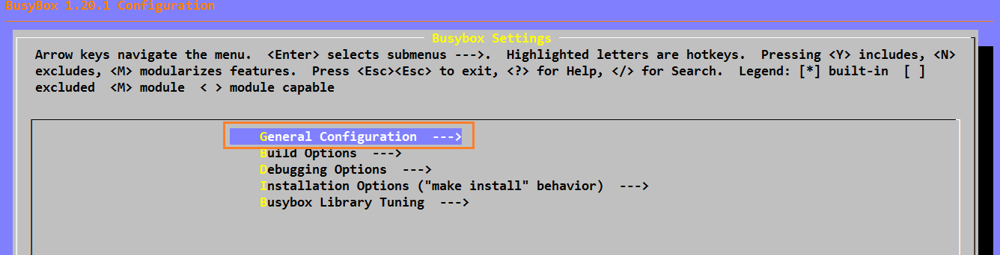 BusyBox 1.20.1 Configuration
Busybox Settings
Arrow keys navigate the menu.  <Enter> selects submenus --->.  Highlighted letters are hotkeys.  Pressing <Y> includes, <N>
excludes, <M> modularizes features.  Press <Esc><Esc> to exit, <?> for Help, </> for Search.  Legend: [*] built-in  [ ]
excluded  <M> module  < > module capable
General Configuration  --->
Build Options  --->
Debugging Options  --->
Installation Options ("make install" behavior)  --->
Busybox Library Tuning  --->